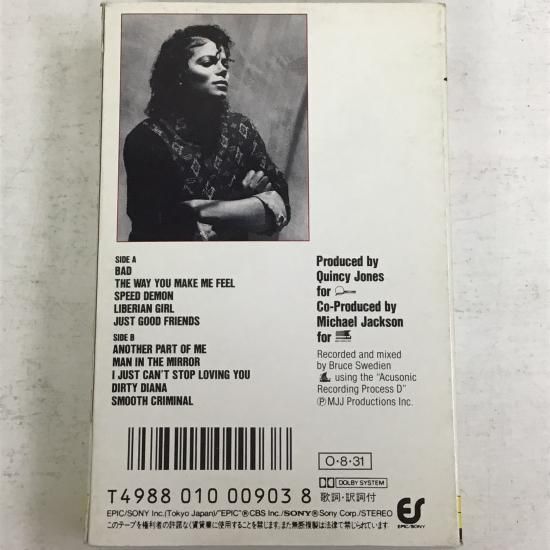 SIDE A
BAD
THE WAY YOU MAKE ME FEEL
SPEED DEMON
LIBERIAN GIRL
JUST GOOD FRIENDS
SIDE B
ANOTHER PART OF ME
MAN IN THE MIRROR
I JUST CAN'T STOP LOVING YOU
DIRTY DIANA
SMOOTH CRIMINAL
Produced by
Quincy Jones
for
Co-Produced by
Michael Jackson
for
Recorded and mixed
by Bruce Swedien
using the "Acusonic
Recording Process D"
ⓅMJJ Productions Inc.
O·8·31
DOLBY SYSTEM
T4988 010 00903 8
歌詞・訳詞付
EPIC/SONY Inc.(Tokyo Japan)/"EPIC"®CBS Inc./SONY®Sony Corp./STEREO
このテープを権利者の許諾なく賃貸業に使用することを禁じます。また無断複製は法律で禁じられています。
ES
EPIC/SONY